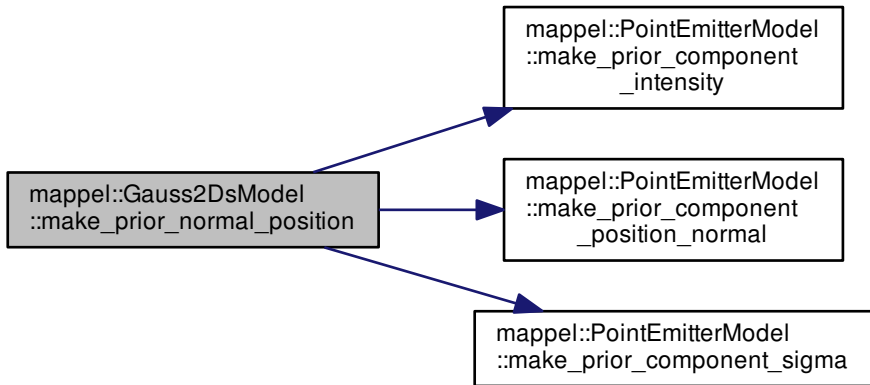 mappel::PointEmitterModel
::make_prior_component
_intensity
mappel::Gauss2DsModel
::make_prior_normal_position
mappel::PointEmitterModel
::make_prior_component
_position_normal
mappel::PointEmitterModel
::make_prior_component_sigma